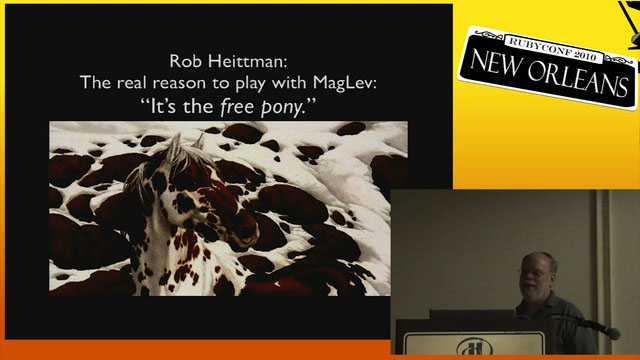 Rob Heittman:
The real reason to play with MagLev:
“It’s the free pony.”
RUBYCONF 2010
NEW ORLEANS